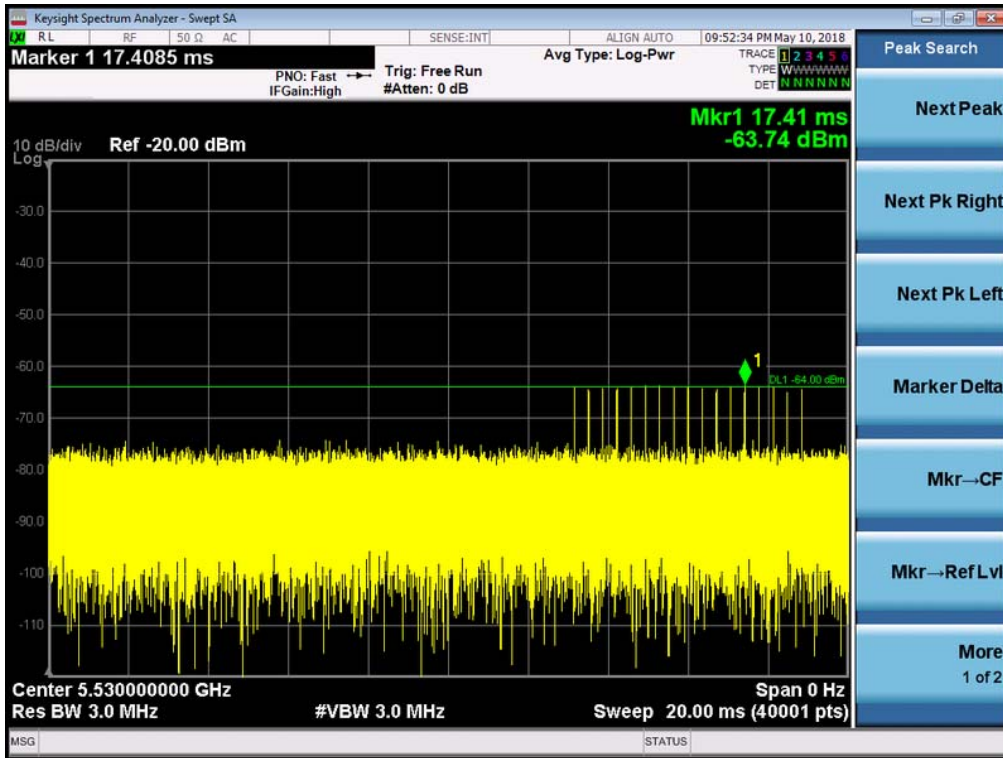 Keysight Spectrum Analyzer - Swept SA
LXI RL RF 50 Ω AC SENSE:INT ALIGN AUTO 09:52:34 PM May 10, 2018
Marker 1 17.4085 ms
PNO: Fast
IFGain:High
Trig: Free Run
#Atten: 0 dB
Avg Type: Log-Pwr
TRACE 1 2 3 4 5 6
TYPE W W W W W W
DET N N N N N N
Mkr1 17.41 ms
-63.74 dBm
10 dB/div Ref -20.00 dBm
Log
-30.0
-40.0
-50.0
-60.0
1
DL1 -64.00 dBm
-70.0
-80.0
-90.0
-100
-110
Center 5.530000000 GHz Span 0 Hz
Res BW 3.0 MHz #VBW 3.0 MHz Sweep 20.00 ms (40001 pts)
MSG STATUS
Peak Search
Next Peak
Next Pk Right
Next Pk Left
Marker Delta
Mkr→CF
Mkr→Ref Lvl
More
1 of 2